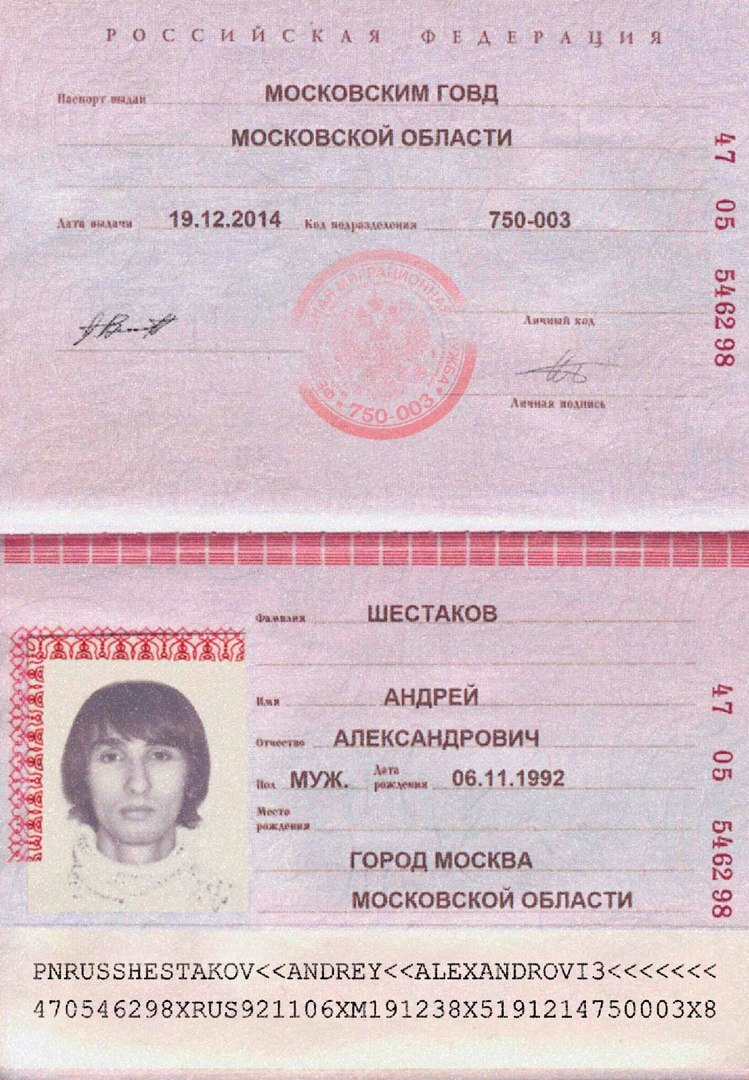 РОССИЙСКАЯ ФЕДЕРАЦИЯ
Паспорт выдан МОСКОВСКИМ ГОВД
МОСКОВСКОЙ ОБЛАСТИ
Дата выдачи 19.12.2014 Код подразделения 750-003
47 05 546298
НАЯ МИГРАЦИОННАЯ
750-003
Личный код
Личная подпись
Фамилия ШЕСТАКОВ
Имя АНДРЕЙ
Отчество АЛЕКСАНДРОВИЧ
Пол МУЖ. Дата рождения 06.11.1992
Место рождения
ГОРОД МОСКВА
МОСКОВСКОЙ ОБЛАСТИ
47 05 546298
PNRUSSHESTAKOV<<ANDREY<<ALEXANDROVI3<<<<<<<
470546298XRUS921106XM191238X5191214750003X8